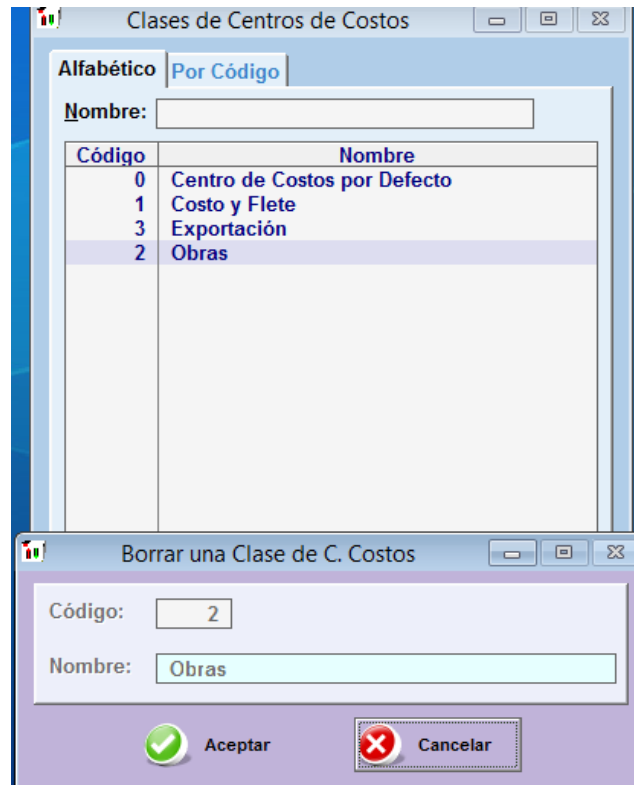 Clases de Centros de Costos
Alfabético Por Código
Nombre:
Código Nombre
0 Centro de Costos por Defecto
1 Costo y Flete
3 Exportación
2 Obras
Borrar una Clase de C. Costos
Código: 2
Nombre: Obras
Aceptar Cancelar